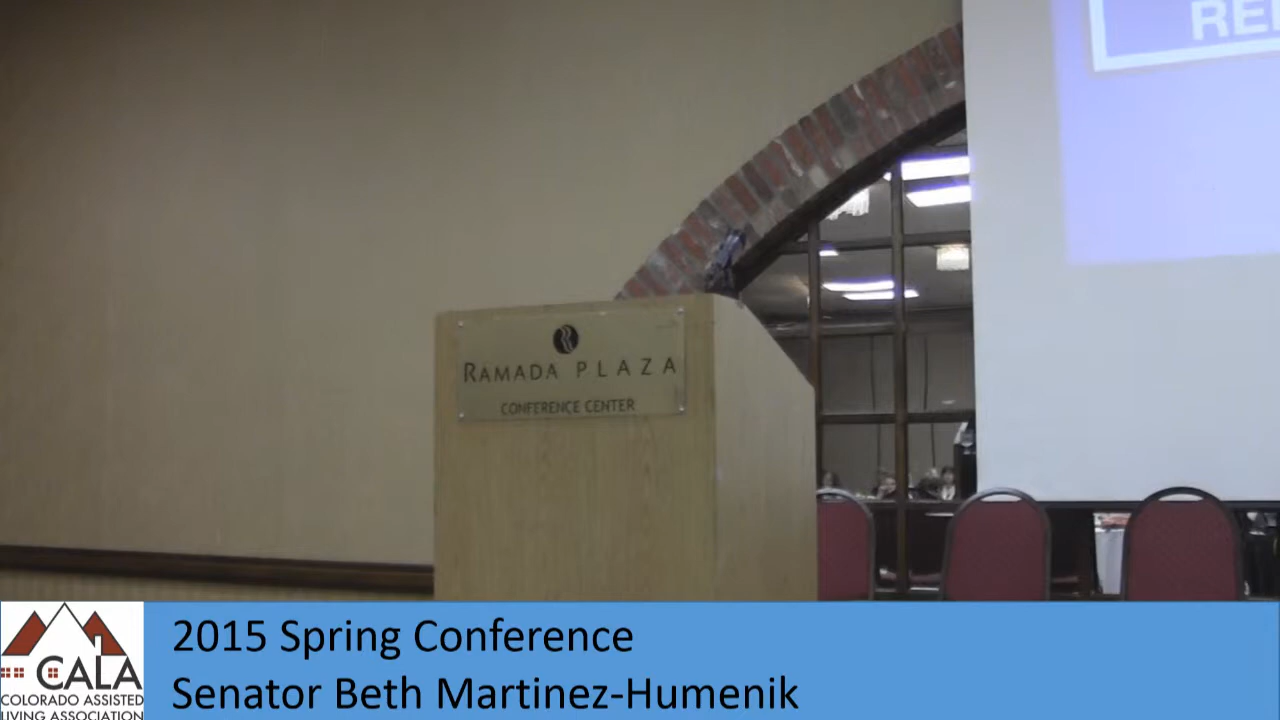 RAMADA PLAZA
CONFERENCE CENTER
CALA
COLORADO ASSISTED
LIVING ASSOCIATION
2015 Spring Conference
Senator Beth Martinez-Humenik